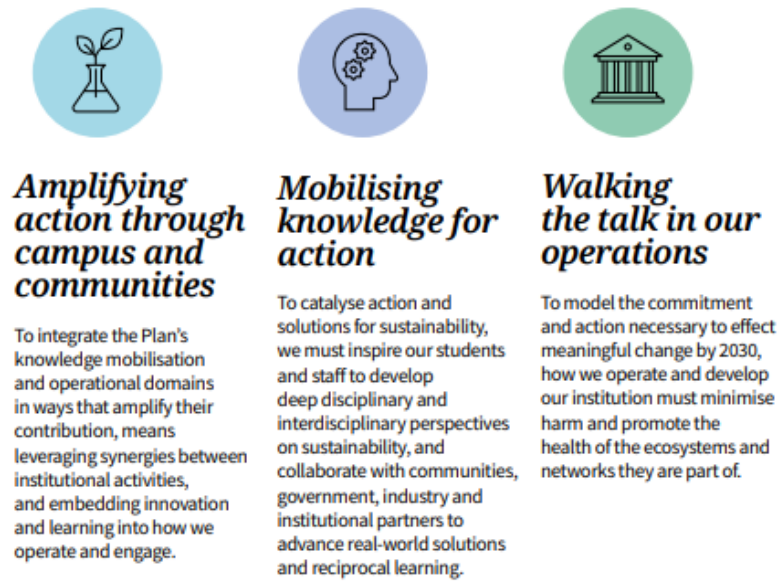 Amplifying
action through
campus and
communities
To integrate the Plan's
knowledge mobilisation
and operational domains
in ways that amplify their
contribution, means
leveraging synergies between
institutional activities,
and embedding innovation
and learning into how we
operate and engage.
Mobilising
knowledge for
action
To catalyse action and
solutions for sustainability,
we must inspire our students
and staff to develop
deep disciplinary and
interdisciplinary perspectives
on sustainability, and
collaborate with communities,
government, industry and
institutional partners to
advance real-world solutions
and reciprocal learning.
Walking
the talk in our
operations
To model the commitment
and action necessary to effect
meaningful change by 2030,
how we operate and develop
our institution must minimise
harm and promote the
health of the ecosystems and
networks they are part of.